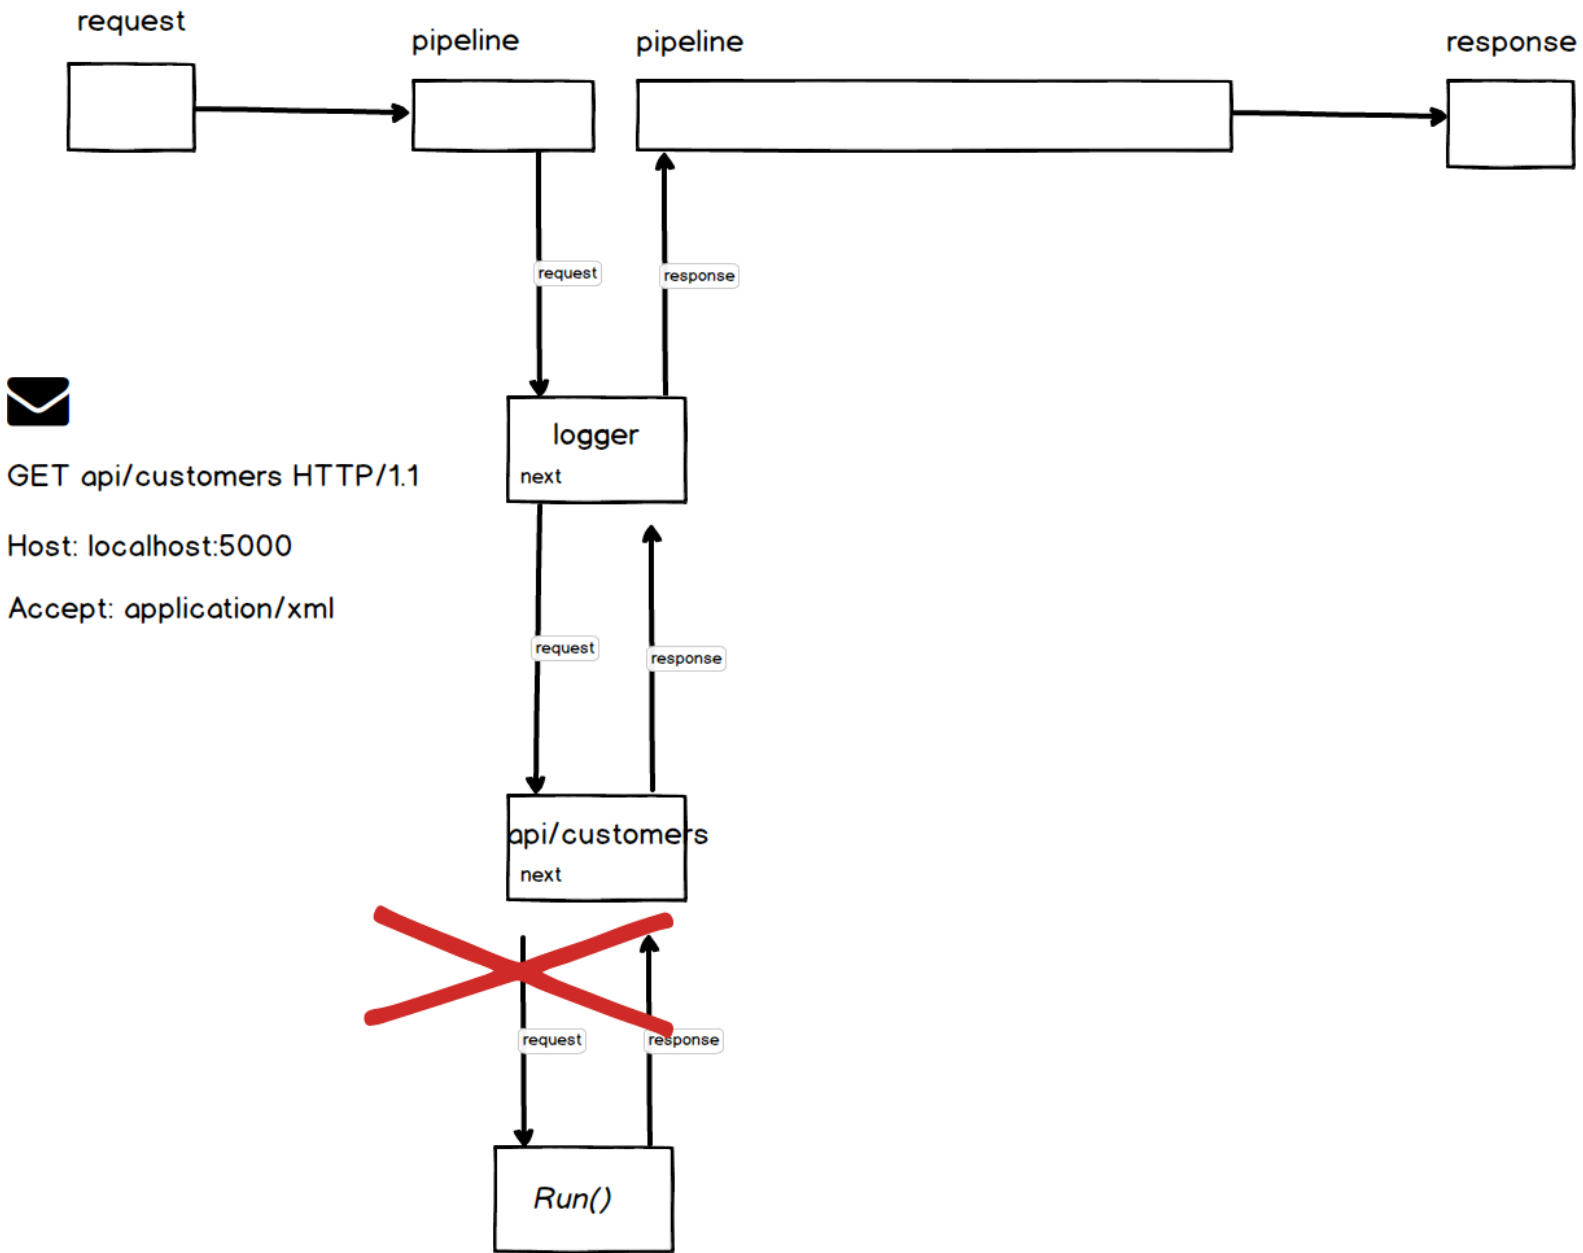 request
pipeline
pipeline
response
request
response
logger
next
GET api/customers HTTP/1.1
Host: localhost:5000
Accept: application/xml
request
response
api/customers
next
request
response
Run()